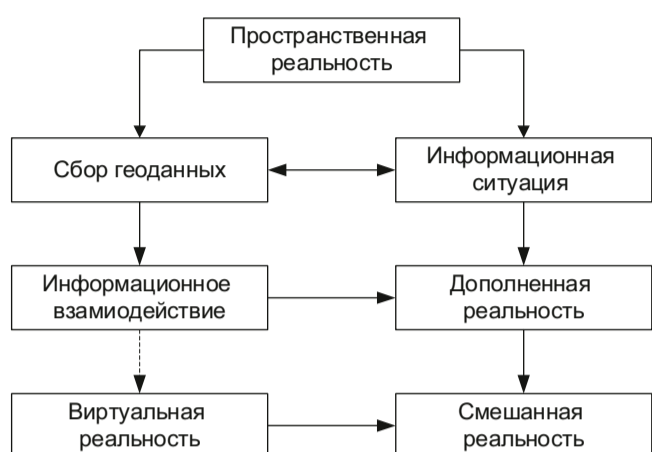 Пространственная
реальность
Сбор геоданных
Информационная
ситуация
Информационное
взамиодействие
Дополненная
реальность
Виртуальная
реальность
Смешанная
реальность